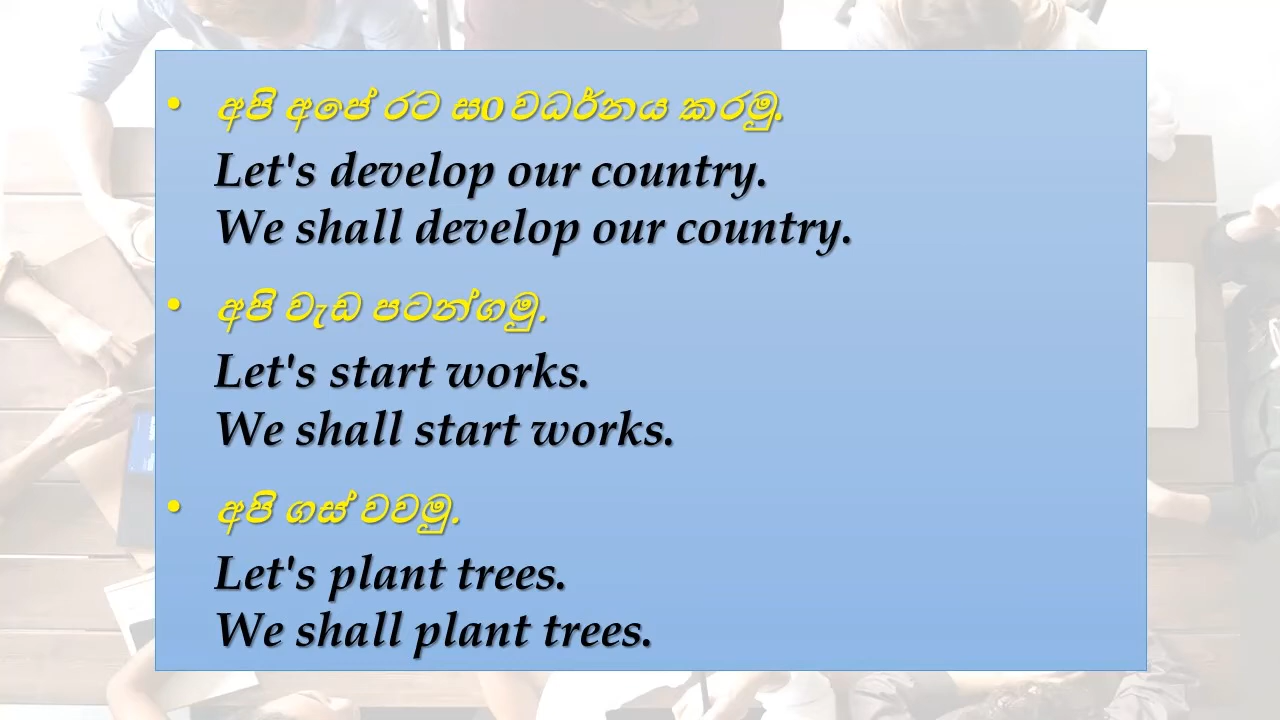 • අපි අපේ රට ස0වර්ධනය කරමු.
Let's develop our country.
We shall develop our country.
• අපි වැඩ පටන්ගමු.
Let's start works.
We shall start works.
• අපි ගස් වවමු.
Let's plant trees.
We shall plant trees.